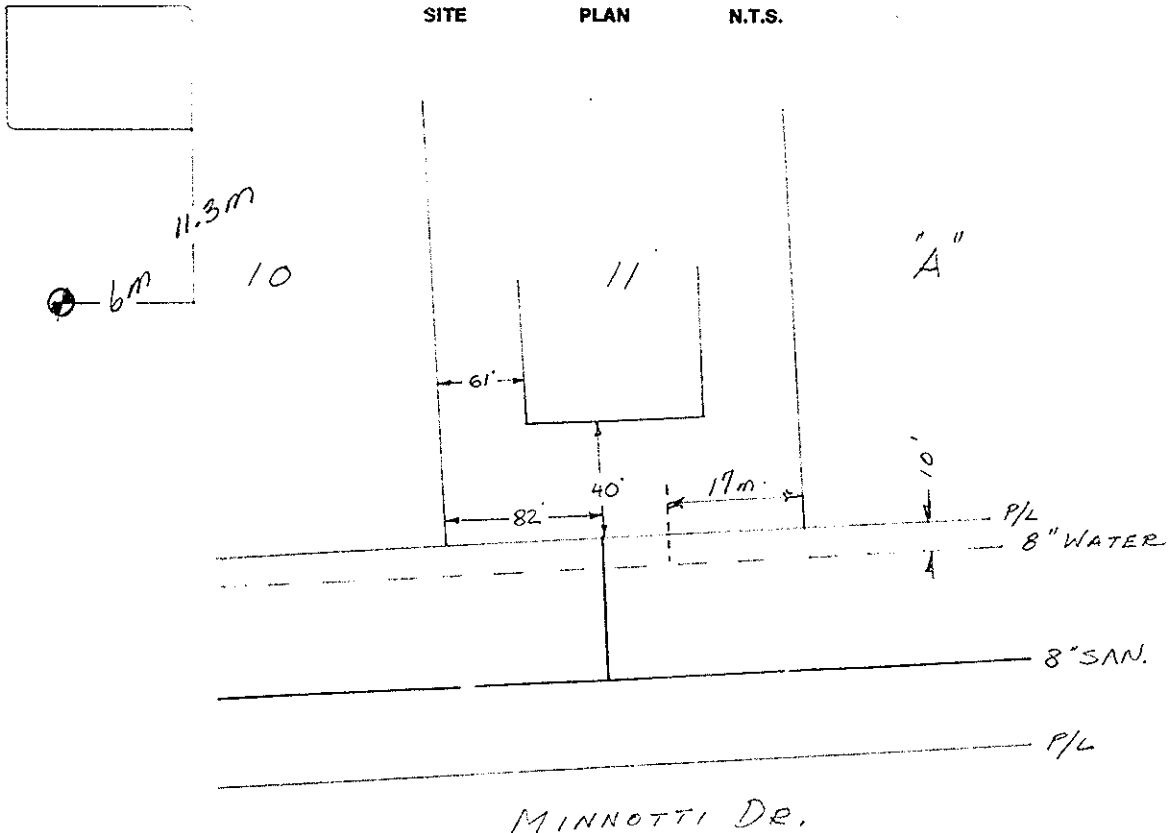 SITE PLAN N.T.S.
11.3m
6m
10
11
"A"
61'
40'
17m.
82'
10'
P/L
8" WATER
8" SAN.
P/L
MINNOTTI DR.